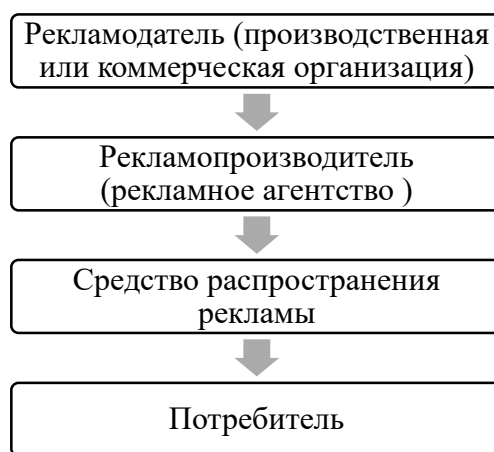 Рекламодатель (производственная
или коммерческая организация)
Рекламопроизводитель
(рекламное агентство )
Средство распространения
рекламы
Потребитель